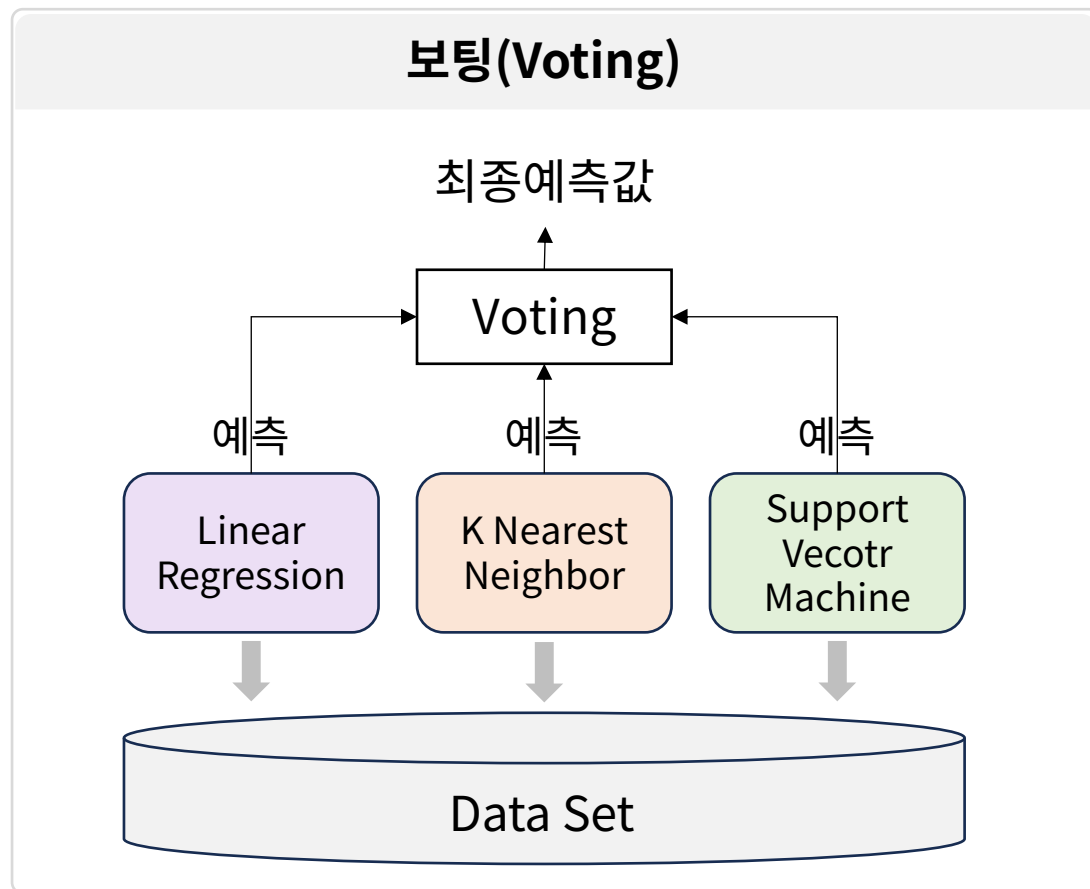 보팅(Voting)
최종예측값
Voting
예측
예측
예측
Linear
Regression
K Nearest
Neighbor
Support
Vecotr
Machine
Data Set